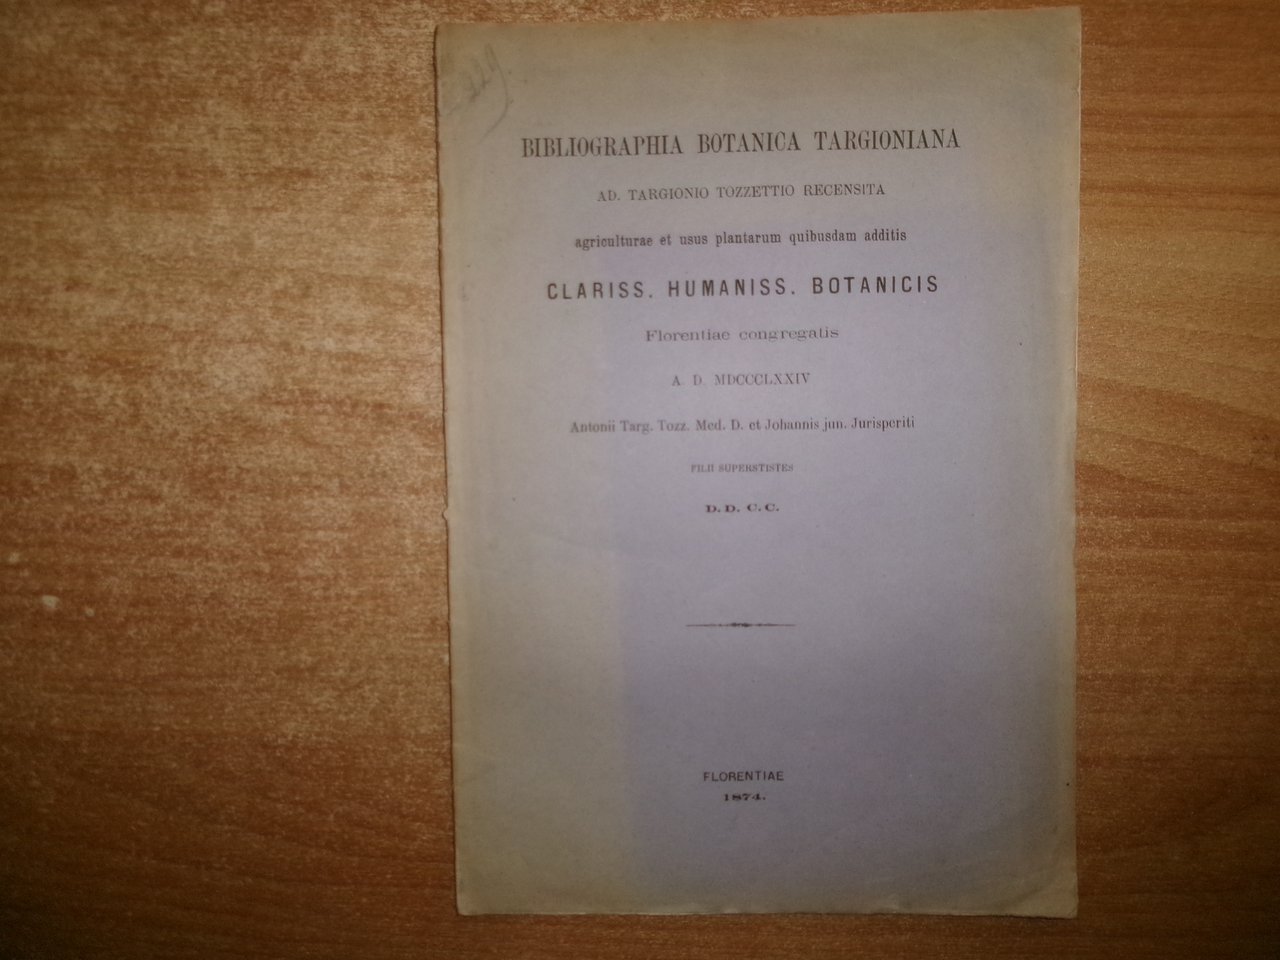 229.
BIBLIOGRAPHIA BOTANICA TARGIONIANA
AD. TARGIONIO TOZZETTIO RECENSITA
agriculturae et usus plantarum quibusdam additis
CLARISS. HUMANISS. BOTANICIS
Florentiae congregatis
A. D. MDCCCLXXIV
Antonii Targ. Tozz. Med. D. et Johannis jun. Jurisperiti
FILII SUPERSTISTES
D. D. C. C.
FLORENTIAE
1874.